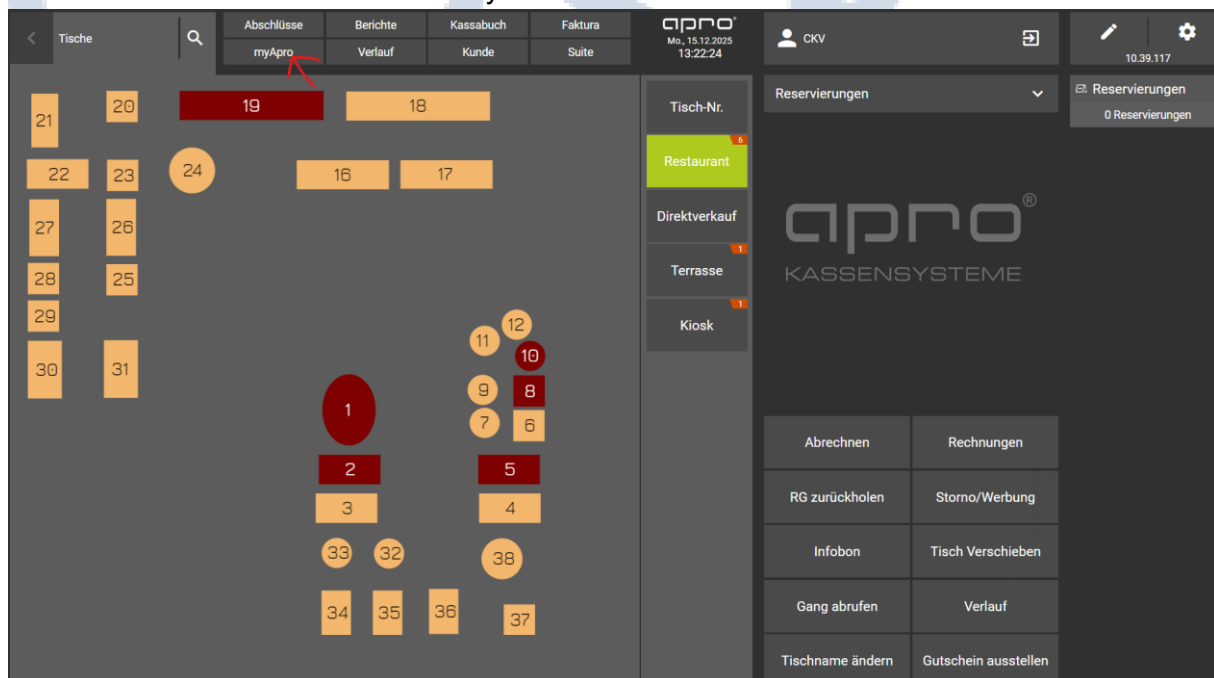 Tische
Abschlüsse Berichte Kassabuch Faktura
myApro Verlauf Kunde Suite
apro®
Mo., 15.12.2025
13:22:24
CKV
10.39.117
21 20 19 18
22 23 24 16 17
27 26
28 25
29
30 31
12
11
10
9 8
1
7 6
2 5
3 4
33 32 38
34 35 36 37
Tisch-Nr.
6
Restaurant
Direktverkauf
1
Terrasse
1
Kiosk
Reservierungen
apro®
KASSENSYSTEME
Abrechnen Rechnungen
RG zurückholen Storno/Werbung
Infobon Tisch Verschieben
Gang abrufen Verlauf
Tischname ändern Gutschein ausstellen
Reservierungen
0 Reservierungen